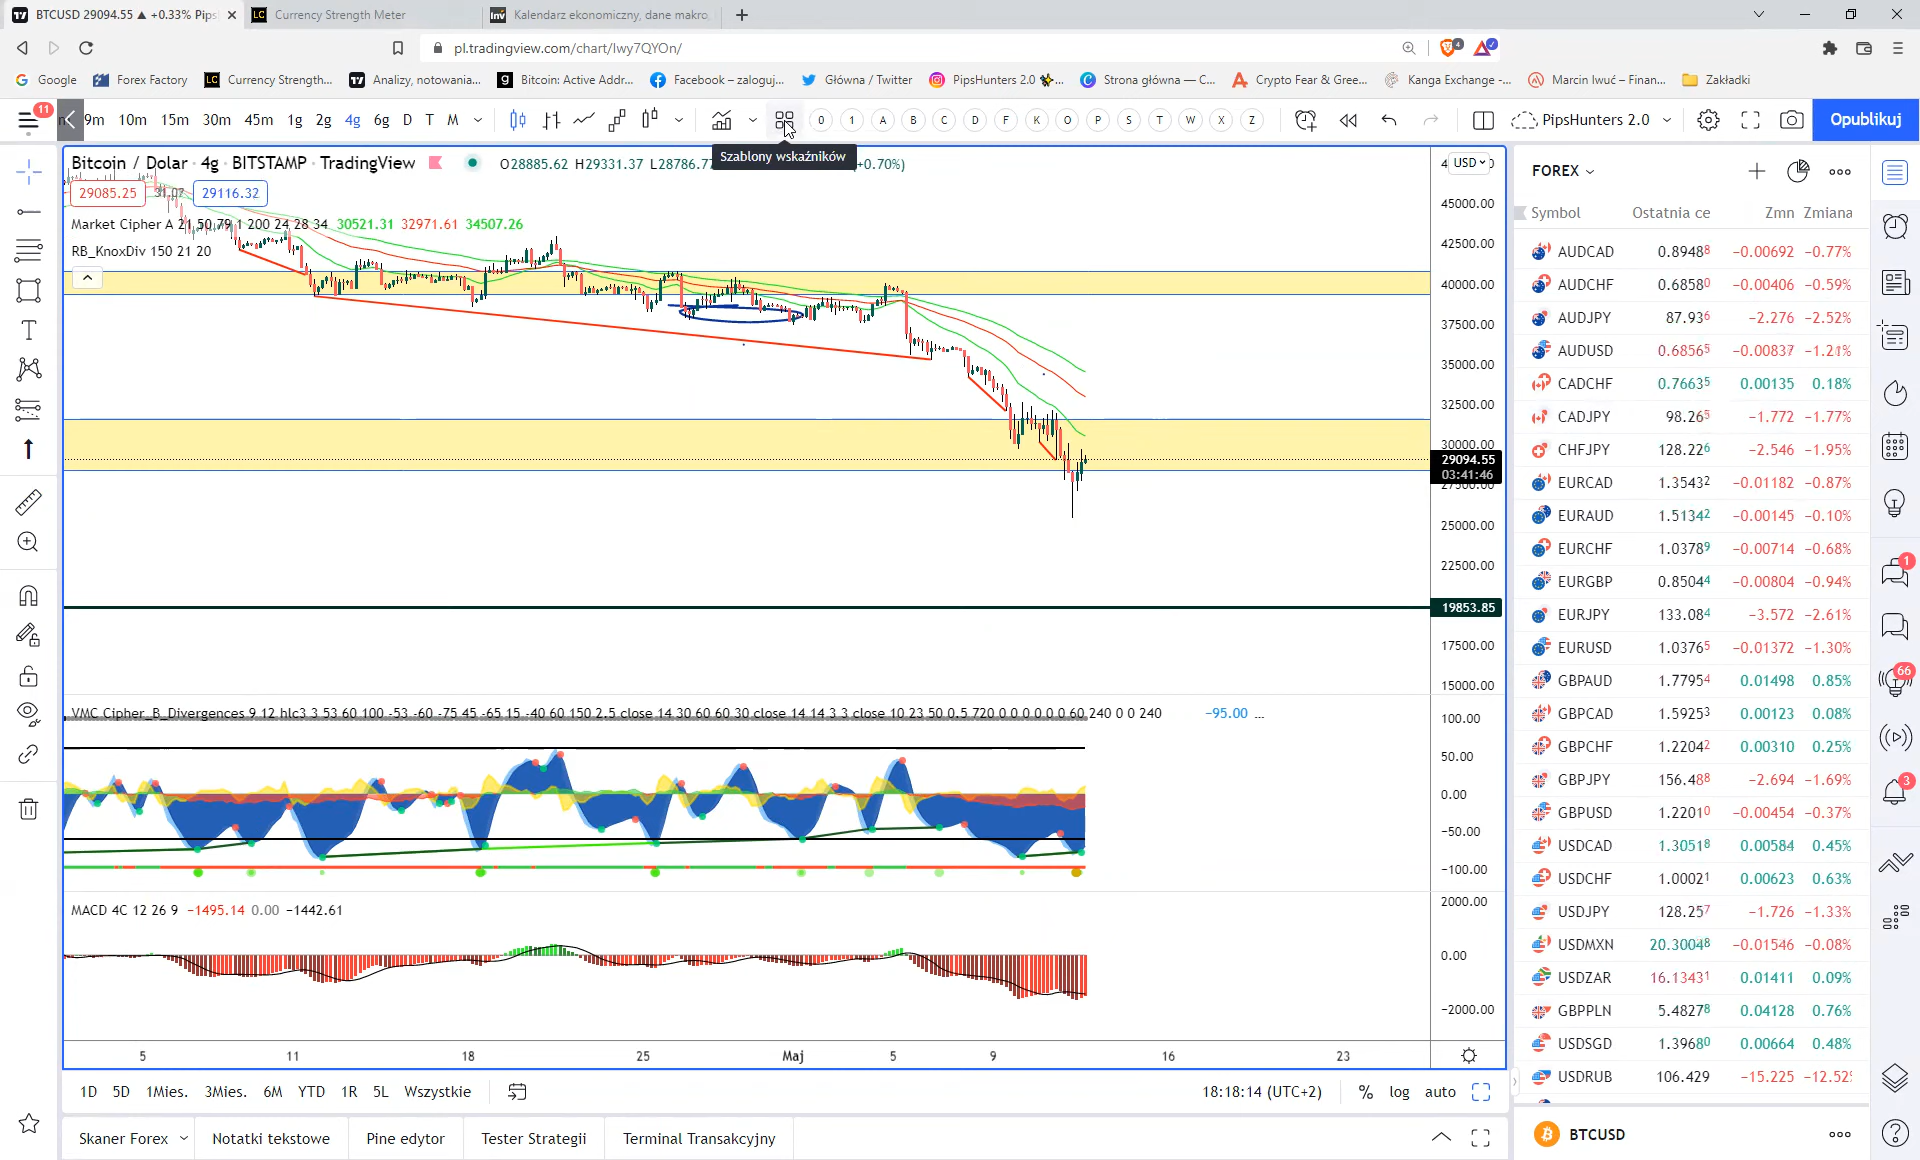 BTCUSD 29094.55 ▲ +0.33% Pips
Currency Strength Meter
Kalendarz ekonomiczny, dane makro,
pl.tradingview.com/chart/Iwy7QYOn/
4
Google
Forex Factory
Currency Strength...
Analizy, notowania...
Bitcoin: Active Addr...
Facebook – zaloguj...
Główna / Twitter
PipsHunters 2.0
Strona główna — C...
Crypto Fear & Gree...
Kanga Exchange -...
Marcin Iwuć – Finan...
Zakładki
11
9m 10m 15m 30m 45m 1g 2g 4g 6g D T M
0 1 A B C D F K O P S T W X Z
PipsHunters 2.0
Opublikuj
Szablony wskaźników
Bitcoin / Dolar · 4g · BITSTAMP · TradingView
O28885.62 H29331.37 L28786.77 +0.70%)
USD
29085.25 31.07 29116.32
Market Cipher A 21 50 79 1 200 24 28 34 30521.31 32971.61 34507.26
RB_KnoxDiv 150 21 20
45000.00
42500.00
40000.00
37500.00
35000.00
32500.00
30000.00
29094.55
03:41:46
27500.00
25000.00
22500.00
19853.85
17500.00
15000.00
VMC Cipher_B_Divergences 9 12 hlc3 3 53 60 100 -53 -60 -75 45 -65 15 -40 60 150 2.5 close 14 30 60 60 30 close 14 14 3 3 close 10 23 50 0.5 720 0 0 0 0 0 0 60 240 0 0 240 −95.00 ...
100.00
50.00
0.00
−50.00
−100.00
MACD 4C 12 26 9 −1495.14 0.00 −1442.61
2000.00
0.00
−2000.00
5 11 18 25 Maj 5 9 16 23
1D 5D 1Mies. 3Mies. 6M YTD 1R 5L Wszystkie
18:18:14 (UTC+2) % log auto
Skaner Forex
Notatki tekstowe
Pine edytor
Tester Strategii
Terminal Transakcyjny
FOREX
Symbol Ostatnia ce Zmn Zmiana
AUDCAD 0.89488 −0.00692 −0.77%
AUDCHF 0.68580 −0.00406 −0.59%
AUDJPY 87.936 −2.276 −2.52%
AUDUSD 0.68565 −0.00837 −1.21%
CADCHF 0.76635 0.00135 0.18%
CADJPY 98.265 −1.772 −1.77%
CHFJPY 128.226 −2.546 −1.95%
EURCAD 1.35432 −0.01182 −0.87%
EURAUD 1.51342 −0.00145 −0.10%
EURCHF 1.03789 −0.00714 −0.68%
EURGBP 0.85044 −0.00804 −0.94%
EURJPY 133.084 −3.572 −2.61%
EURUSD 1.03765 −0.01372 −1.30%
GBPAUD 1.77954 0.01498 0.85%
GBPCAD 1.59253 0.00123 0.08%
GBPCHF 1.22042 0.00310 0.25%
GBPJPY 156.488 −2.694 −1.69%
GBPUSD 1.22010 −0.00454 −0.37%
USDCAD 1.30518 0.00584 0.45%
USDCHF 1.00021 0.00623 0.63%
USDJPY 128.257 −1.726 −1.33%
USDMXN 20.30048 −0.01546 −0.08%
USDZAR 16.13431 0.01411 0.09%
GBPPLN 5.48278 0.04128 0.76%
USDSGD 1.39680 0.00664 0.48%
USDRUB 106.429 −15.225 −12.52
BTCUSD
1
66
3